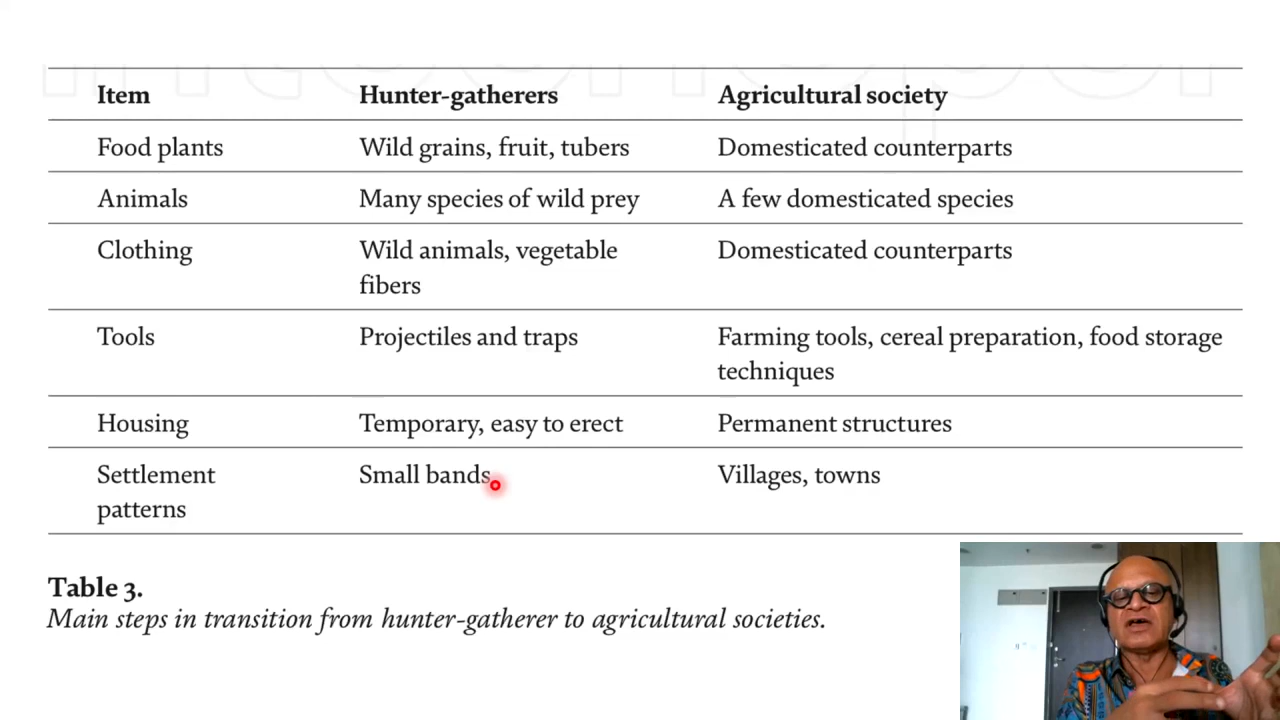 Item Hunter-gatherers Agricultural society
Food plants Wild grains, fruit, tubers Domesticated counterparts
Animals Many species of wild prey A few domesticated species
Clothing Wild animals, vegetable Domesticated counterparts
fibers
Tools Projectiles and traps Farming tools, cereal preparation, food storage
techniques
Housing Temporary, easy to erect Permanent structures
Settlement Small bands Villages, towns
patterns
Table 3.
Main steps in transition from hunter-gatherer to agricultural societies.